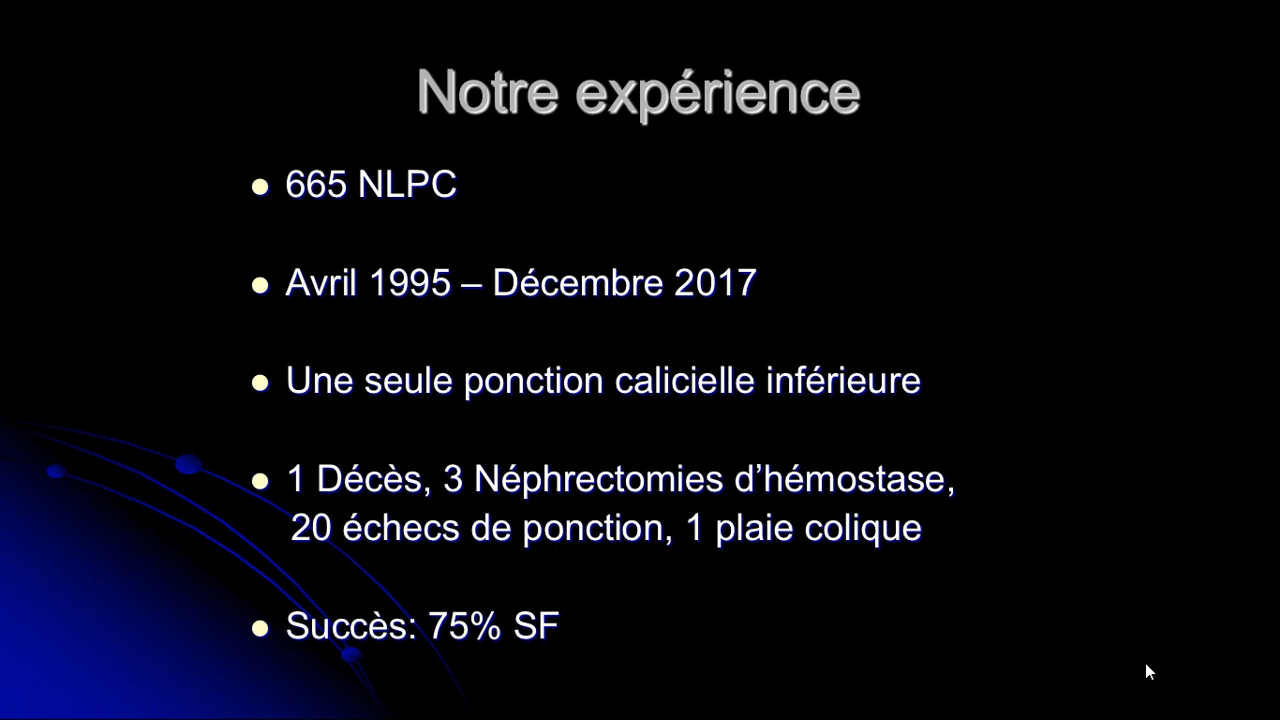 Notre expérience
665 NLPC
Avril 1995 – Décembre 2017
Une seule ponction calicielle inférieure
1 Décès, 3 Néphrectomies d’hémostase,
20 échecs de ponction, 1 plaie colique
Succès: 75% SF